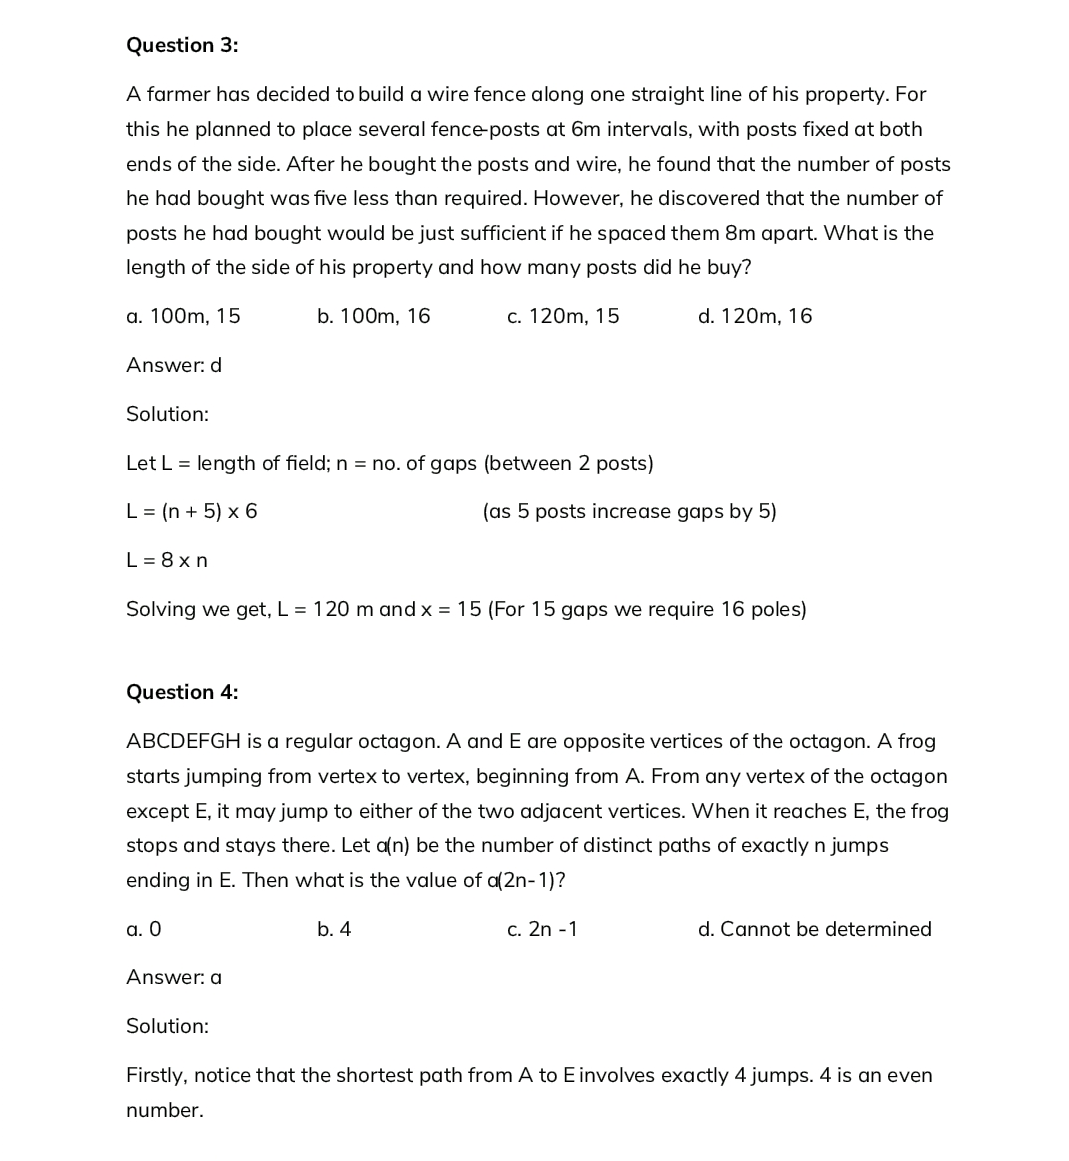 Question 3:
A farmer has decided to build a wire fence along one straight line of his property. For
this he planned to place several fence-posts at 6m intervals, with posts fixed at both
ends of the side. After he bought the posts and wire, he found that the number of posts
he had bought was five less than required. However, he discovered that the number of
posts he had bought would be just sufficient if he spaced them 8m apart. What is the
length of the side of his property and how many posts did he buy?
a. 100m, 15 b. 100m, 16 c. 120m, 15 d. 120m, 16
Answer: d
Solution:
Let L = length of field; n = no. of gaps (between 2 posts)
L = (n + 5) x 6 (as 5 posts increase gaps by 5)
L = 8 x n
Solving we get, L = 120 m and x = 15 (For 15 gaps we require 16 poles)
Question 4:
ABCDEFGH is a regular octagon. A and E are opposite vertices of the octagon. A frog
starts jumping from vertex to vertex, beginning from A. From any vertex of the octagon
except E, it may jump to either of the two adjacent vertices. When it reaches E, the frog
stops and stays there. Let a(n) be the number of distinct paths of exactly n jumps
ending in E. Then what is the value of a(2n-1)?
a. 0 b. 4 c. 2n -1 d. Cannot be determined
Answer: a
Solution:
Firstly, notice that the shortest path from A to E involves exactly 4 jumps. 4 is an even
number.